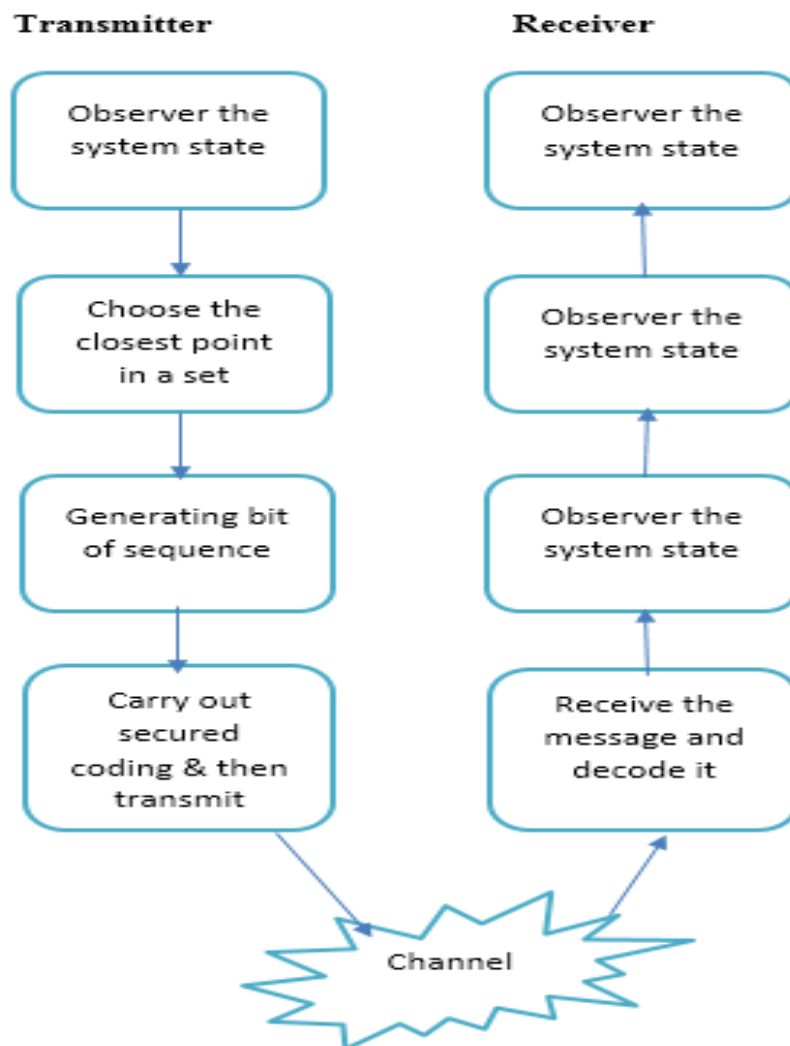 Transmitter
Observer the
system state
Choose the
closest point
in a set
Generating bit
of sequence
Carry out
secured
coding & then
transmit
Channel
Receiver
Observer the
system state
Observer the
system state
Observer the
system state
Receive the
message and
decode it